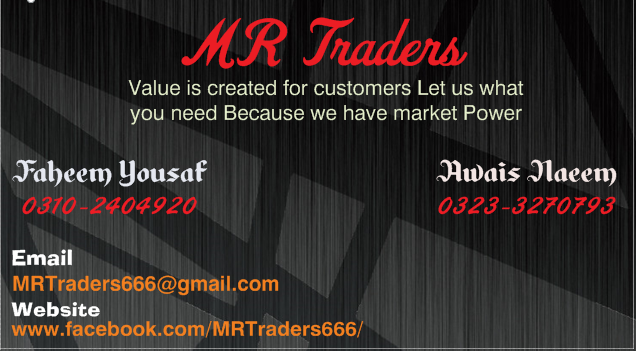 MR Traders
Value is created for customers Let us what
you need Because we have market Power
Faheem Yousaf
0310-2404920
Awais Naeem
0323-3270793
Email
MRTraders666@gmail.com
Website
www.facebook.com/MRTraders666/